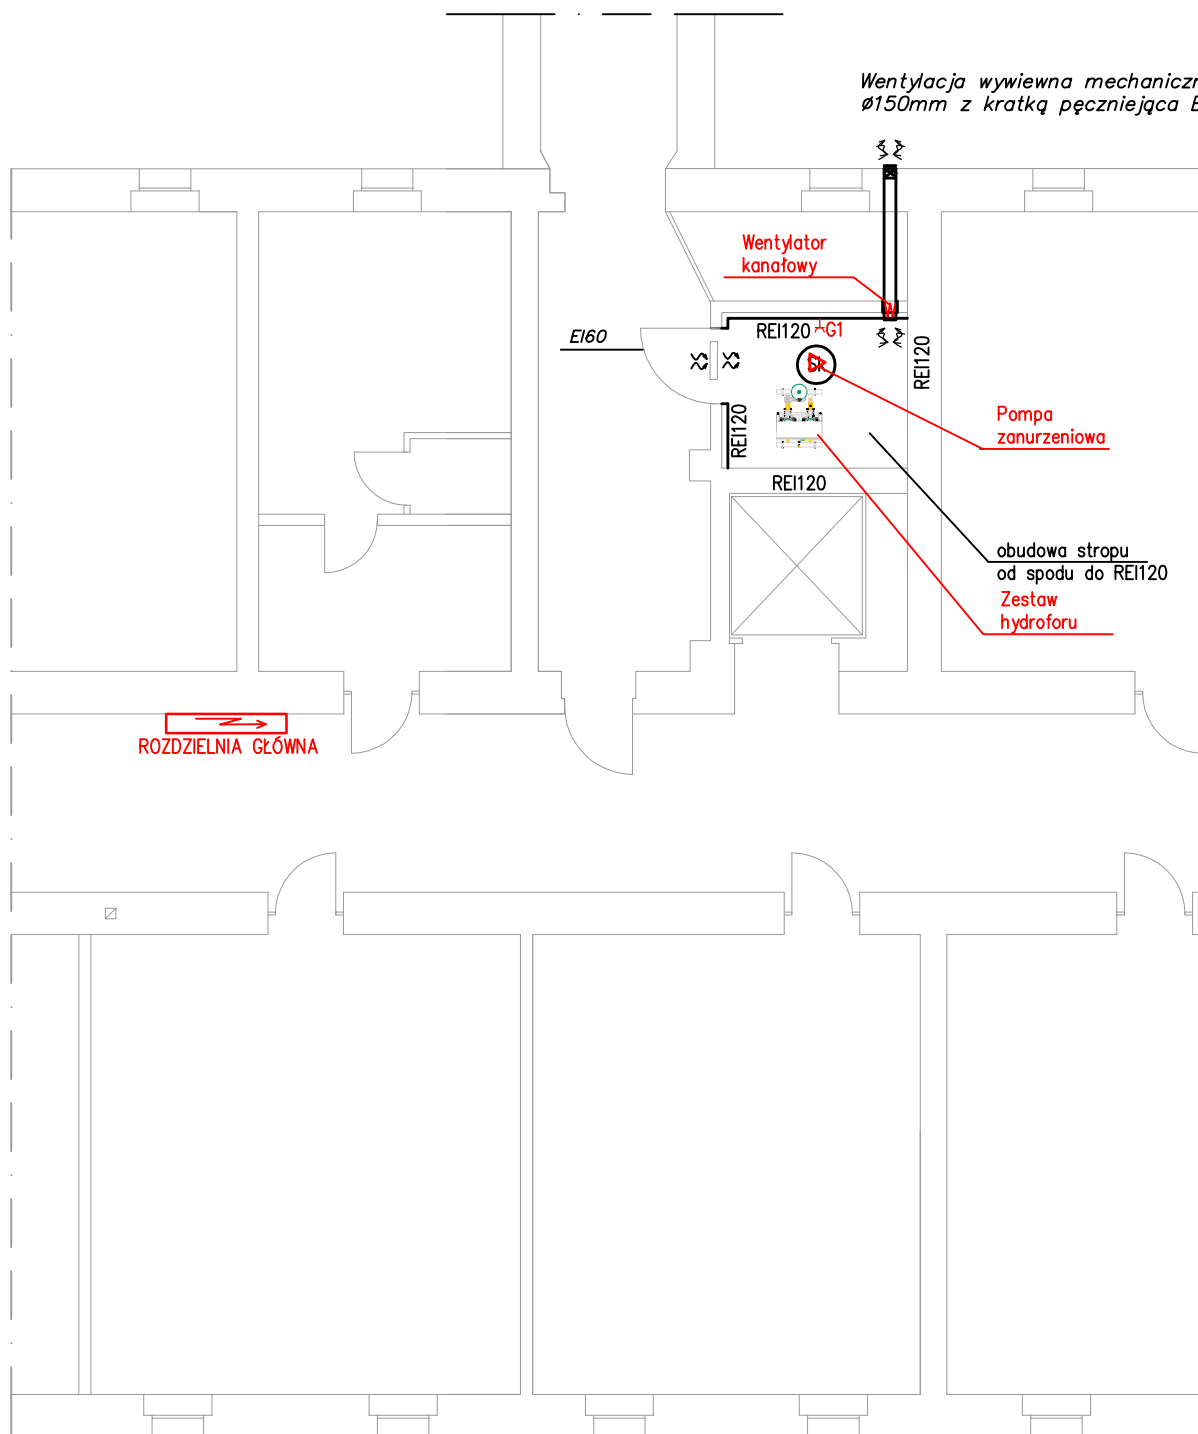 Wentylacja wywiewna mechaniczn
ø150mm z kratką pęczniejąca E
Wentylator
kanałowy
EI60
REI120
G1
REI120
W
REI120
Pompa
zanurzeniowa
REI120
obudowa stropu
od spodu do REI120
Zestaw
hydroforu
ROZDZIELNIA GŁÓWNA